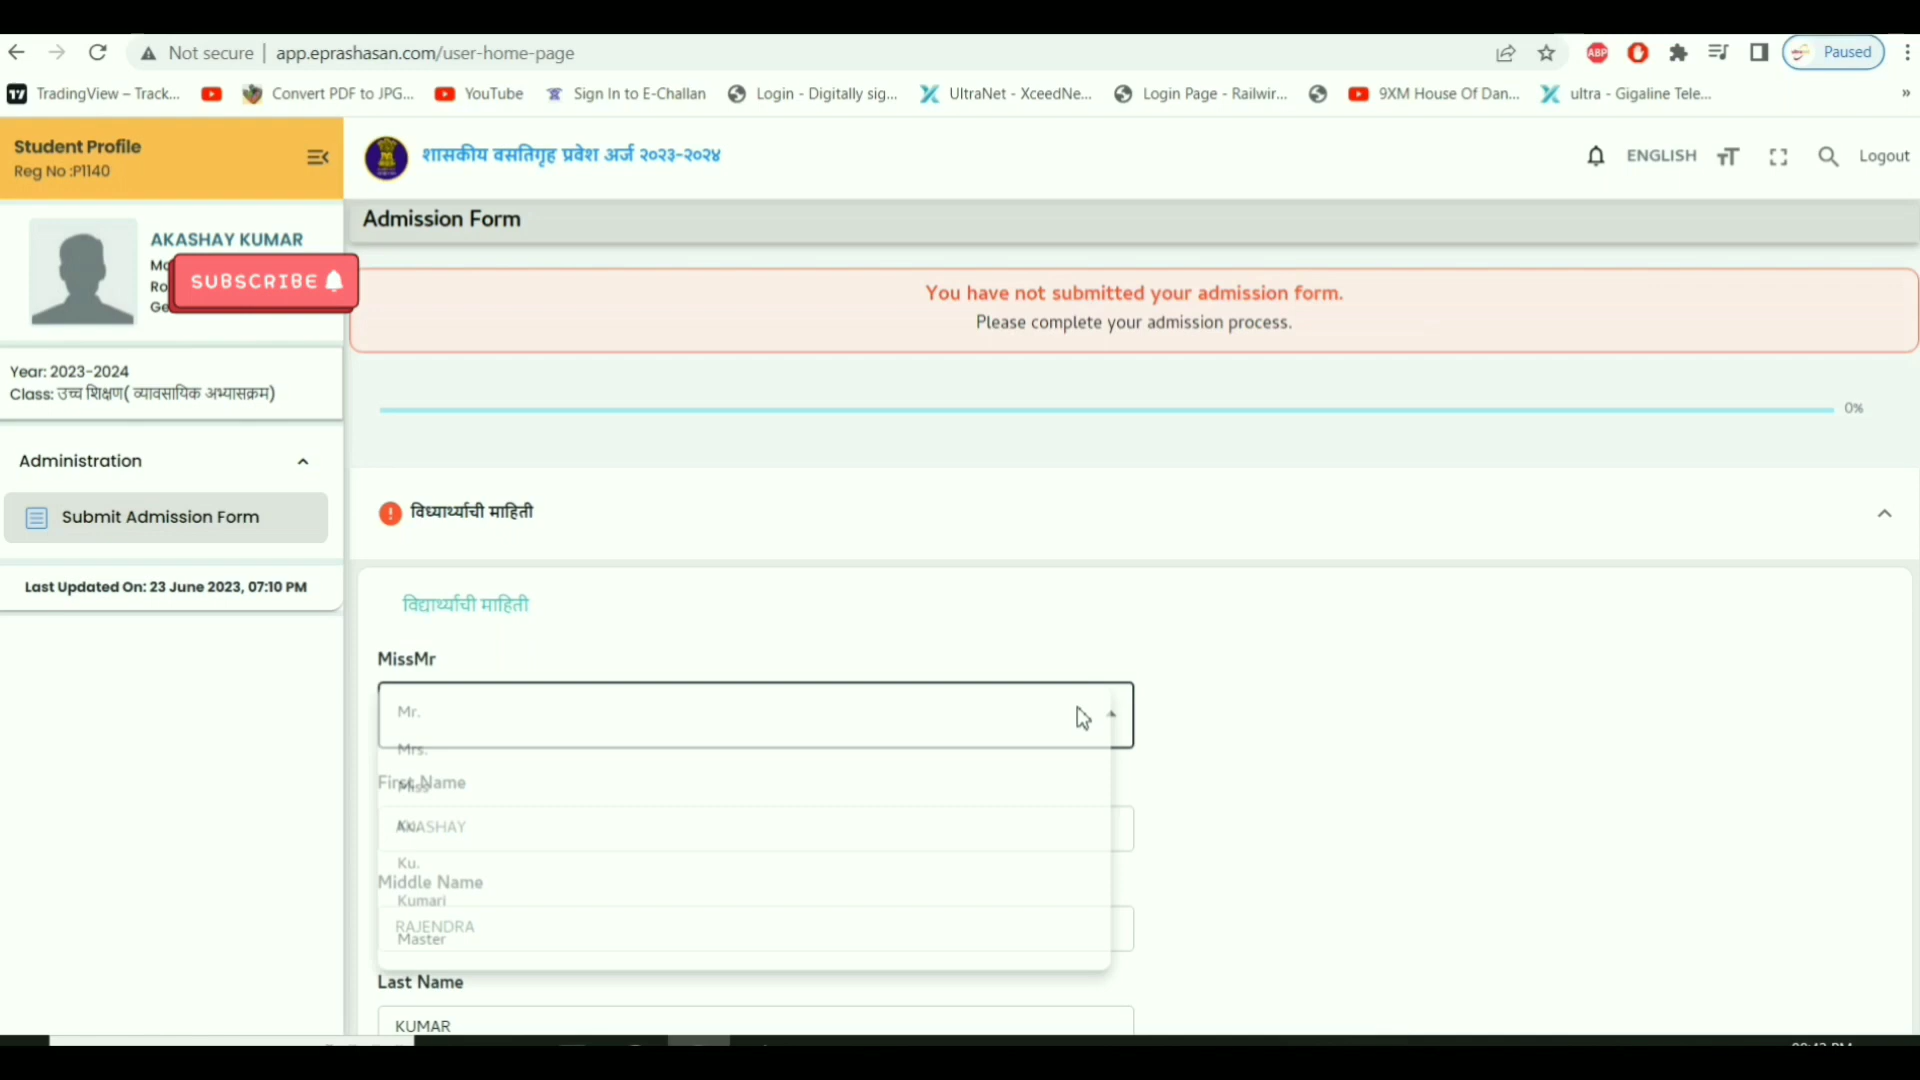 Not secure | app.eprashasan.com/user-home-page
Paused
TradingView – Track...
Convert PDF to JPG...
YouTube
Sign In to E-Challan
Login - Digitally sig...
UltraNet - XceedNe...
Login Page - Railwir...
9XM House Of Dan...
ultra - Gigaline Tele...
»
Student Profile
Reg No :P1140
शासकीय वसतिगृह प्रवेश अर्ज २०२३-२०२४
ENGLISH
Logout
Admission Form
AKASHAY KUMAR
SUBSCRIBE
You have not submitted your admission form.
Please complete your admission process.
Year: 2023-2024
Class: उच्च शिक्षण( व्यावसायिक अभ्यासक्रम)
0%
Administration
Submit Admission Form
Last Updated On: 23 June 2023, 07:10 PM
विध्यार्थ्याची माहिती
विद्यार्थ्याची माहिती
MissMr
Mr.
Mrs.
First Name
Miss
AKASHAY
Ku.
Middle Name
Kumari
RAJENDRA
Master
Last Name
KUMAR